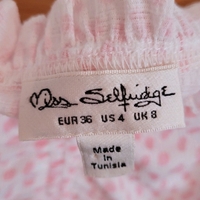 Miss Selfridge
EUR 36 US 4 UK 8
Made in
Tunisia